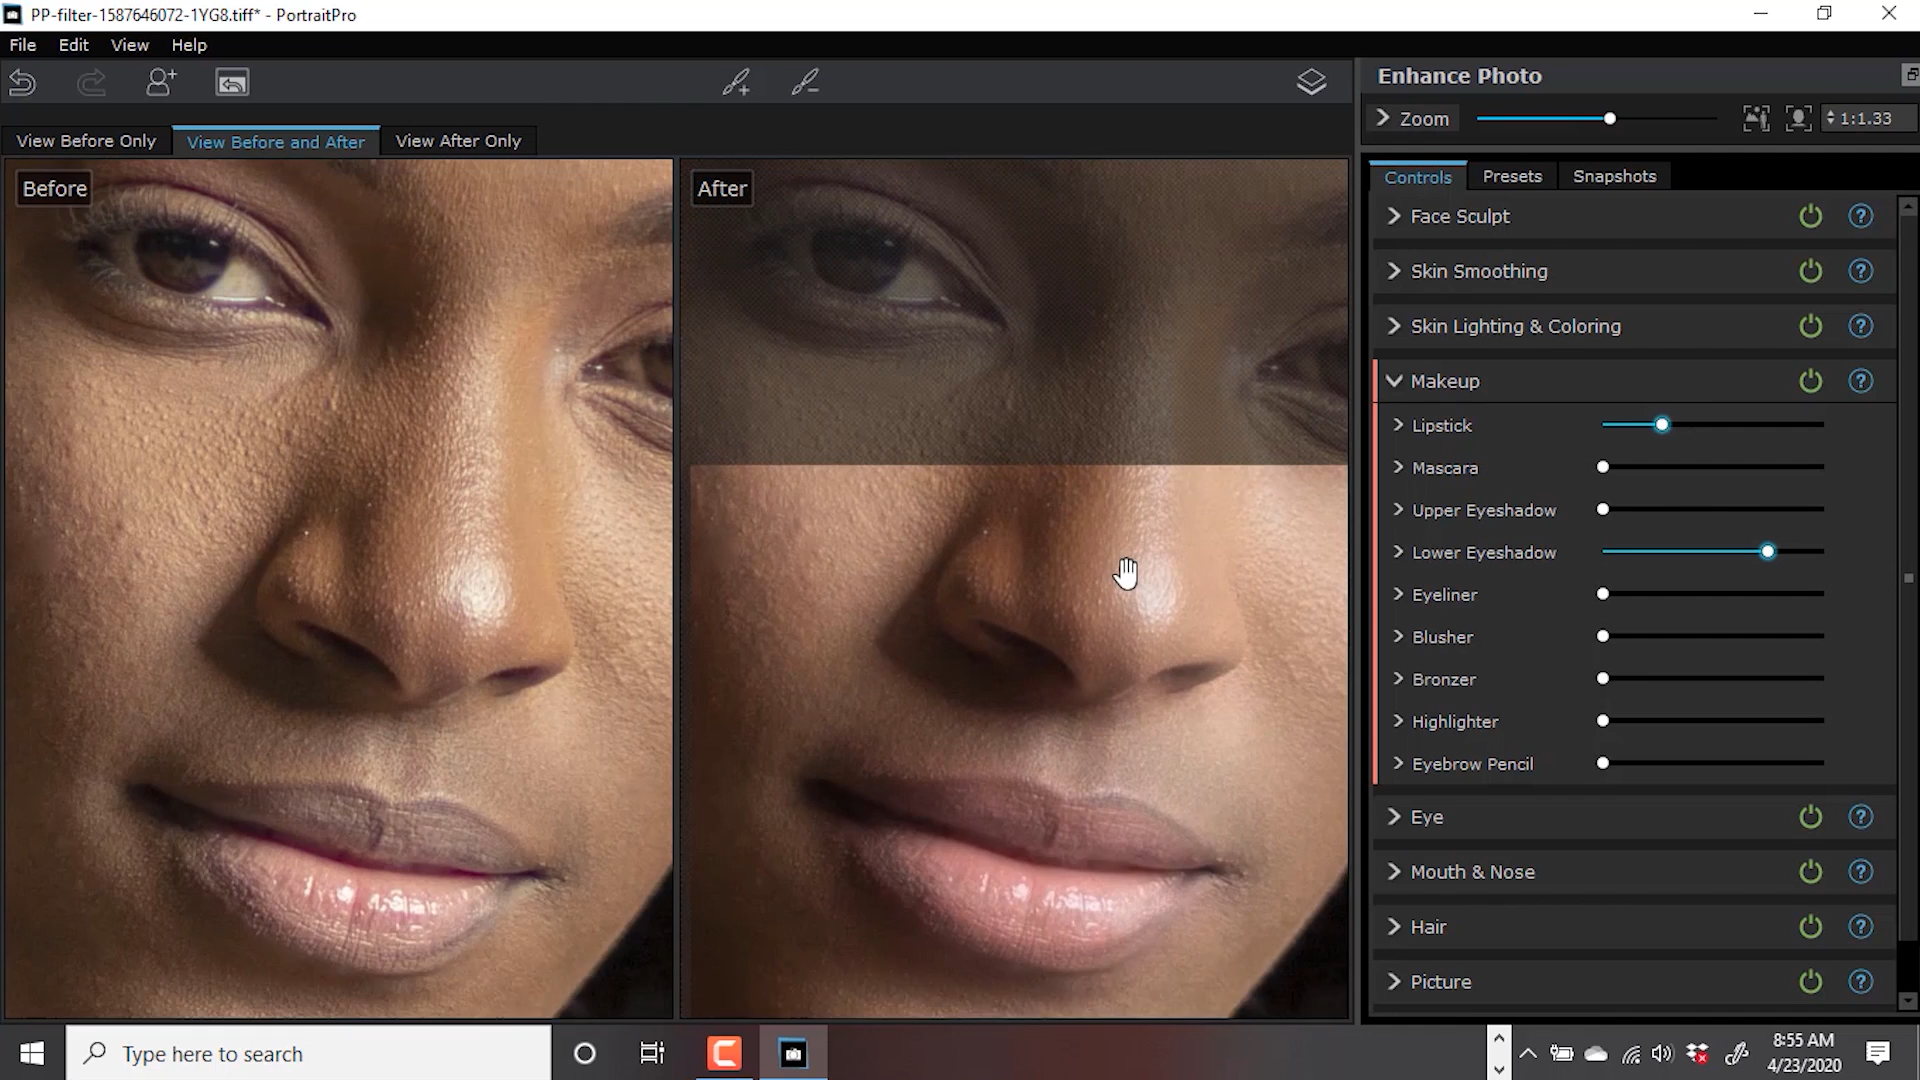 PP-filter-1587646072-1YG8.tiff* - PortraitPro
File Edit View Help
Enhance Photo
Zoom 1:1.33
View Before Only View Before and After View After Only
Before After
Controls Presets Snapshots
Face Sculpt ?
Skin Smoothing ?
Skin Lighting & Coloring ?
Makeup ?
Lipstick
Mascara
Upper Eyeshadow
Lower Eyeshadow
Eyeliner
Blusher
Bronzer
Highlighter
Eyebrow Pencil
Eye ?
Mouth & Nose ?
Hair ?
Picture ?
Type here to search
8:55 AM
4/23/2020